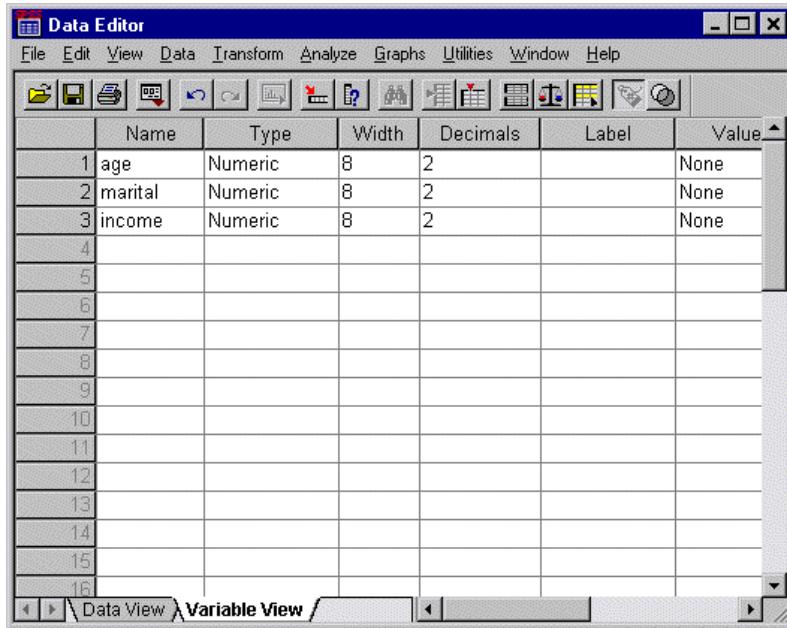 Data Editor
File Edit View Data Transform Analyze Graphs Utilities Window Help
Name Type Width Decimals Label Value
1 age Numeric 8 2 None
2 marital Numeric 8 2 None
3 income Numeric 8 2 None
4
5
6
7
8
9
10
11
12
13
14
15
16
Data View Variable View